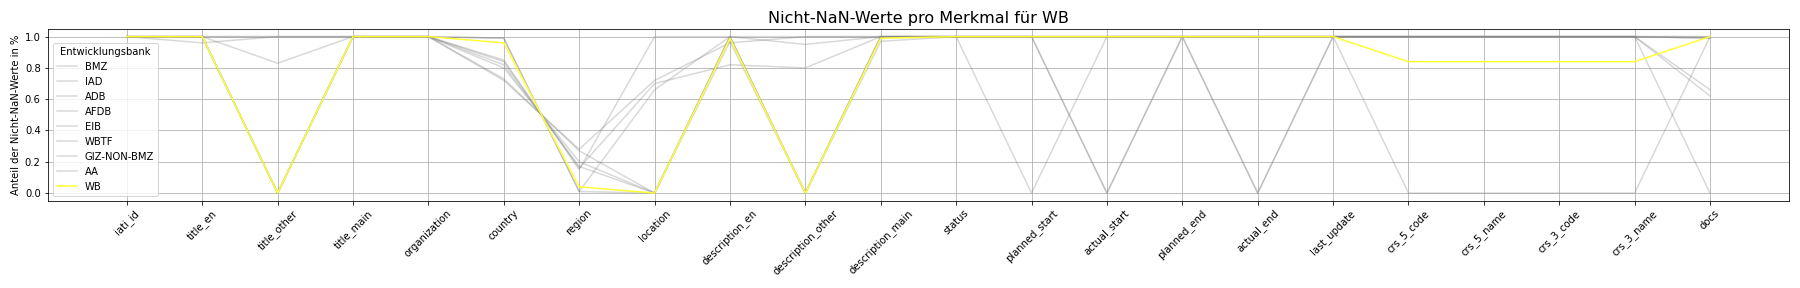 Nicht-NaN-Werte pro Merkmal für WB
Anteil der Nicht-NaN-Werte in %
1.0
0.8
0.6
0.4
0.2
0.0
Entwicklungsbank
BMZ
IAD
ADB
AFDB
EIB
WBTF
GIZ-NON-BMZ
AA
WB
iati_id
title_en
title_other
title_main
organization
country
region
location
description_en
description_other
description_main
status
planned_start
actual_start
planned_end
actual_end
last_update
crs_5_code
crs_5_name
crs_3_code
crs_3_name
docs